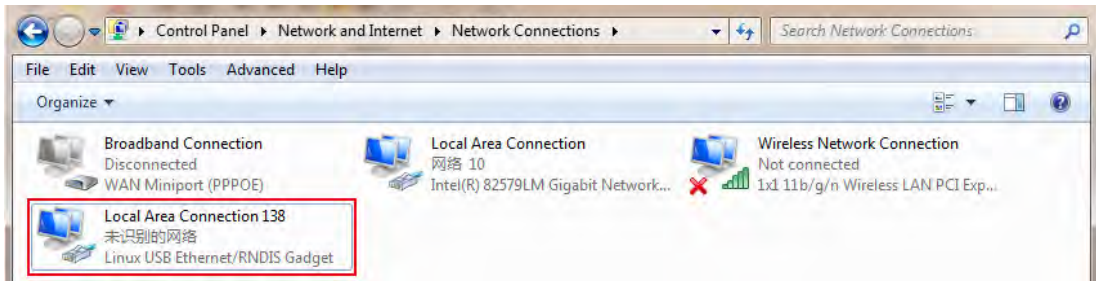 Control Panel ▸ Network and Internet ▸ Network Connections ▸
Search Network Connections
File Edit View Tools Advanced Help
Organize
Broadband Connection
Disconnected
WAN Miniport (PPPOE)
Local Area Connection
网络 10
Intel(R) 82579LM Gigabit Network...
Wireless Network Connection
Not connected
1x1 11b/g/n Wireless LAN PCI Exp...
Local Area Connection 138
未识别的网络
Linux USB Ethernet/RNDIS Gadget